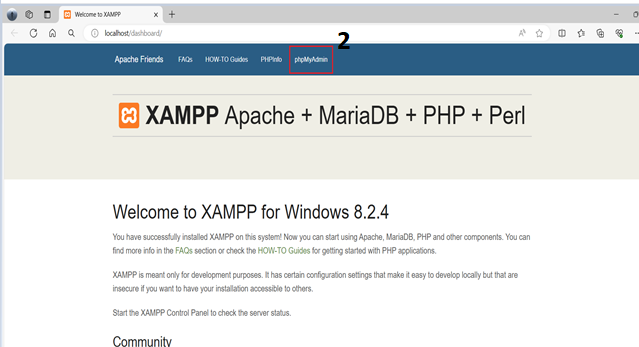 Welcome to XAMPP
localhost/dashboard/
2
Apache Friends FAQs HOW-TO Guides PHPInfo phpMyAdmin
XAMPP Apache + MariaDB + PHP + Perl
Welcome to XAMPP for Windows 8.2.4
You have successfully installed XAMPP on this system! Now you can start using Apache, MariaDB, PHP and other components. You can
find more info in the FAQs section or check the HOW-TO Guides for getting started with PHP applications.
XAMPP is meant only for development purposes. It has certain configuration settings that make it easy to develop locally but that are
insecure if you want to have your installation accessible to others.
Start the XAMPP Control Panel to check the server status.
Community